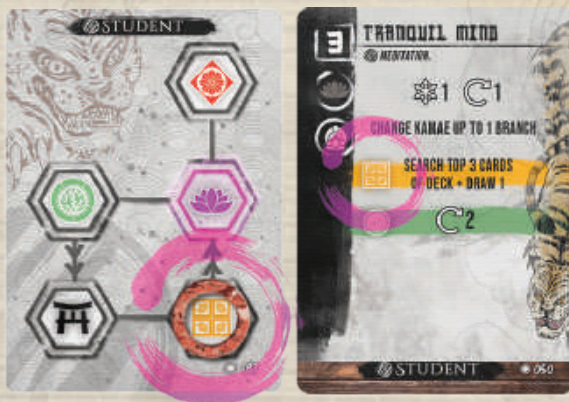 STUDENT
3
TRANQUIL MIND
MEDITATION.
1 1
CHANGE KAMAE UP TO 1 BRANCH
SEARCH TOP 3 CARDS
OF DECK • DRAW 1
2
STUDENT
050